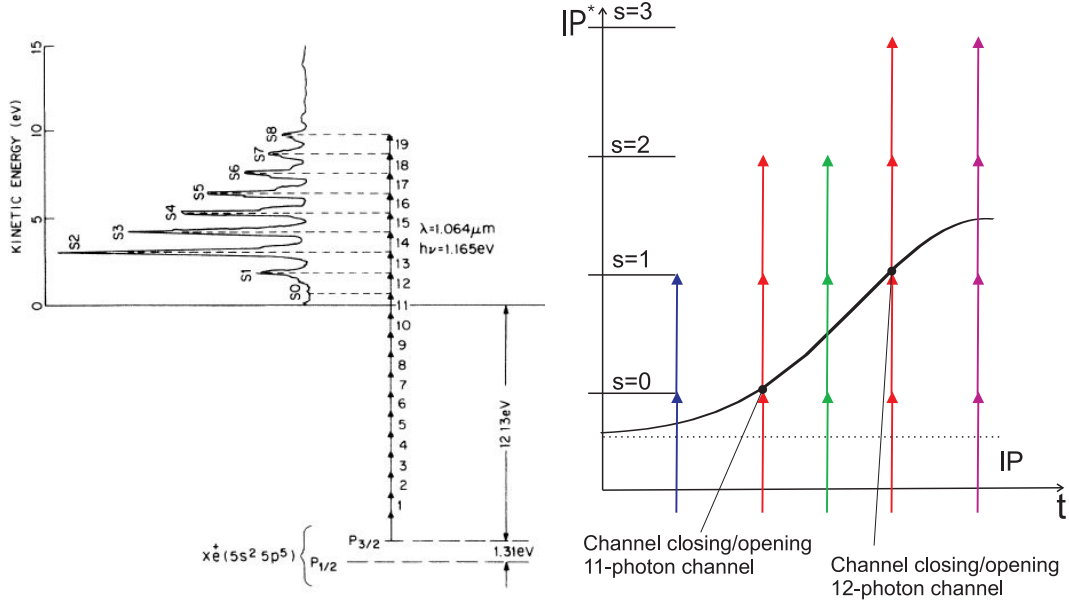 KINETIC ENERGY (eV)
15
10
5
0
S8
S7
S6
S5
S4
S3
S2
S1
S0
19
18
17
16
15
14
13
12
11
10
9
8
7
6
5
4
3
2
1
λ=1.064μm
hν=1.165eV
12.13eV
1.31eV
Xe⁺(5s² 5p⁵)
P3/2
P1/2
IP*
s=3
s=2
s=1
s=0
IP
t
Channel closing/opening
11-photon channel
Channel closing/opening
12-photon channel